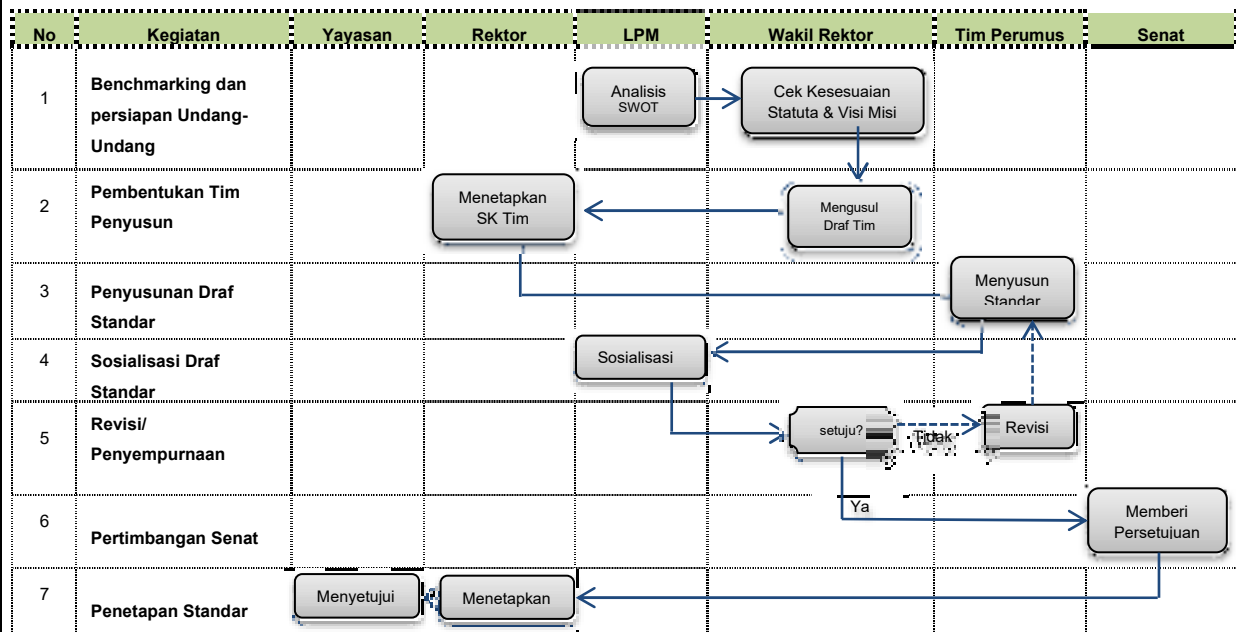 No Kegiatan Yayasan Rektor LPM Wakil Rektor Tim Perumus Senat
1
Benchmarking dan
persiapan Undang-
Undang
Analisis
SWOT
Cek Kesesuaian
Statuta & Visi Misi
2
Pembentukan Tim
Penyusun
Menetapkan
SK Tim
Mengusul
Draf Tim
3
Penyusunan Draf
Standar
Menyusun
Standar
4
Sosialisasi Draf
Standar
Sosialisasi
5
Revisi/
Penyempurnaan
setuju?
Tidak
Revisi
Ya
6
Pertimbangan Senat
Memberi
Persetujuan
7
Penetapan Standar
Menyetujui
Menetapkan